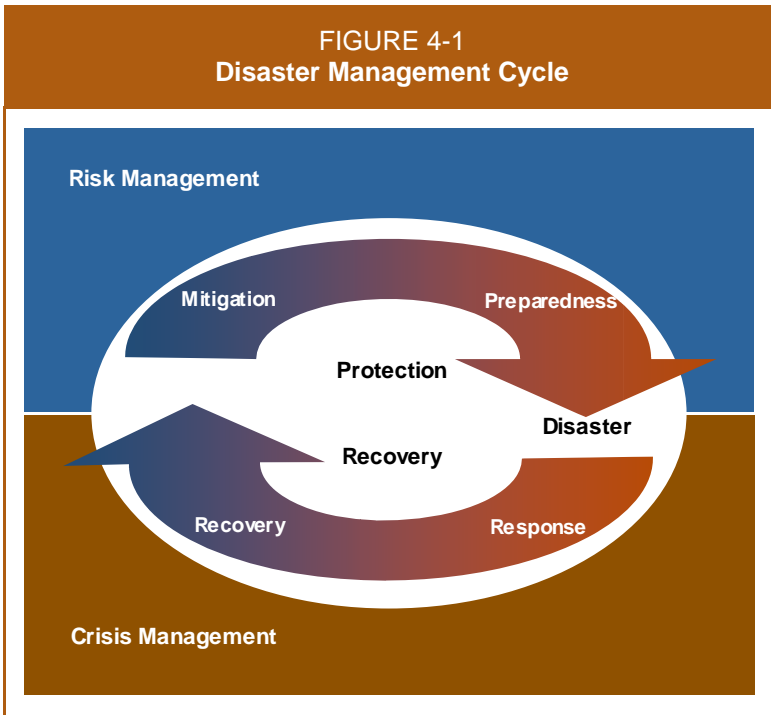 FIGURE 4-1
Disaster Management Cycle
Risk Management
Mitigation
Preparedness
Protection
Disaster
Recovery
Recovery
Response
Crisis Management